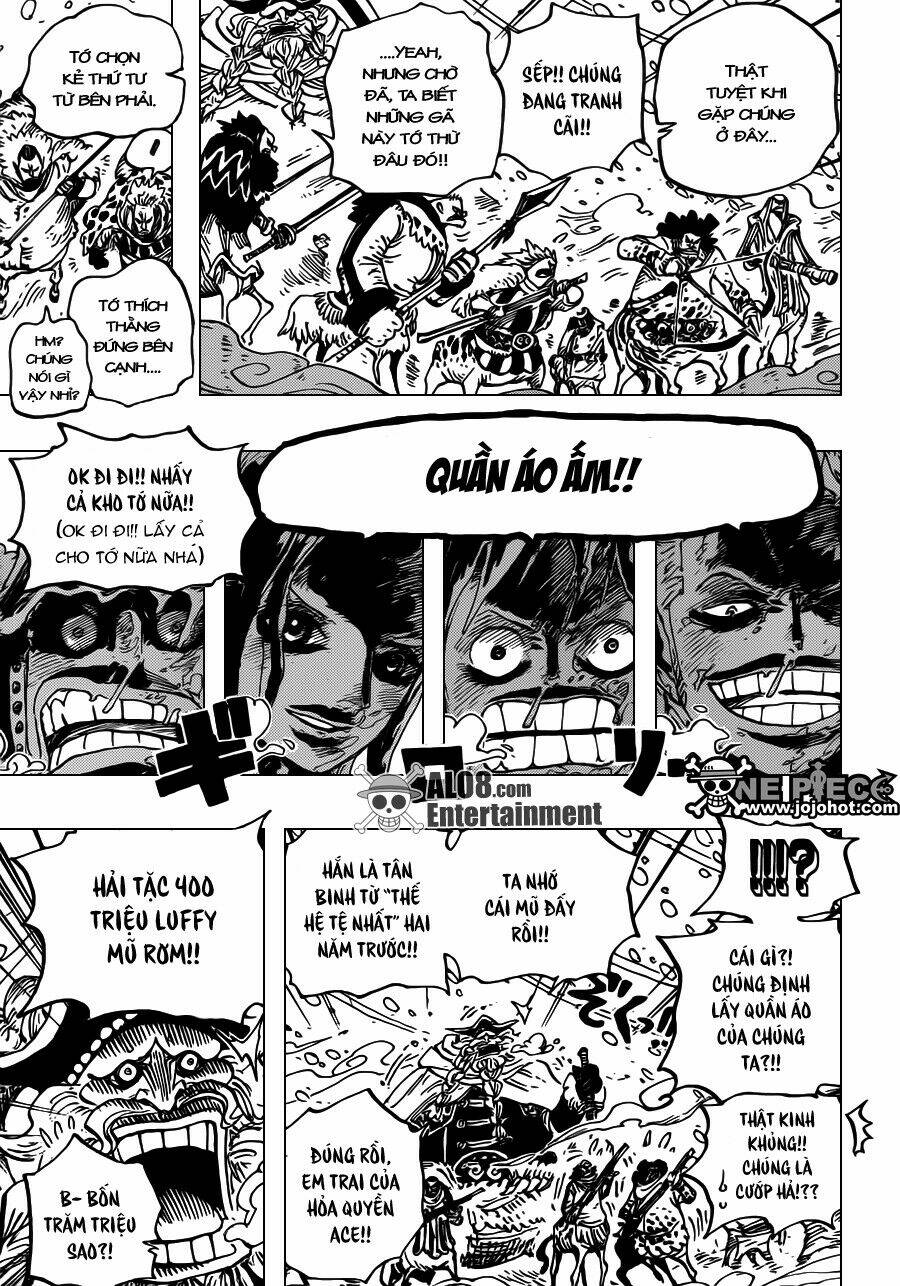 THẬT
TUYỆT KHI
GẶP CHÚNG
Ở ĐÂY...
SẾP!! CHÚNG
ĐANG TRANH
CÃI!!
....YEAH,
NHƯNG CHỜ
ĐÃ, TA BIẾT
NHỮNG GÃ
NÀY TỚ THỪ
ĐÂU ĐÓ!!
TỚ CHỌN
KẺ THỨ TƯ
TỪ BÊN PHẢI.
TỚ THÍCH
THẰNG
ĐỨNG BÊN
CẠNH....
HM?
CHÚNG
NÓI GÌ
VẬY NHỈ?
QUẦN ÁO ẤM!!
OK ĐI ĐI!! NHẤY
CẢ KHO TỚ NỮA!!
(OK ĐI ĐI!! LẤY CẢ
CHO TỚ NỮA NHÁ)
ギ
ラ
ッ
AL08.com
Entertainment
ONE PIECE
www.jojohot.com
!!!?
CÁI GÌ?!
CHÚNG ĐỊNH
LẤY QUẦN ÁO
CỦA CHÚNG
TA?!!
THẬT KINH
KHỦNG!!
CHÚNG LÀ
CƯỚP HẢ!??
TA NHỚ
CÁI MŨ ĐẤY
RỒI!!
HẮN LÀ TÂN
BINH TỪ "THẾ
HỆ TỆ NHẤT" HAI
NĂM TRƯỚC!!
ĐÚNG RỒI,
EM TRAI CỦA
HỎA QUYỀN
ACE!!
HẢI TẶC 400
TRIỆU LUFFY
MŨ RƠM!!
B- BỐN
TRĂM TRIỆU
SAO?!